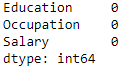 Education     0
Occupation    0
Salary        0
dtype: int64